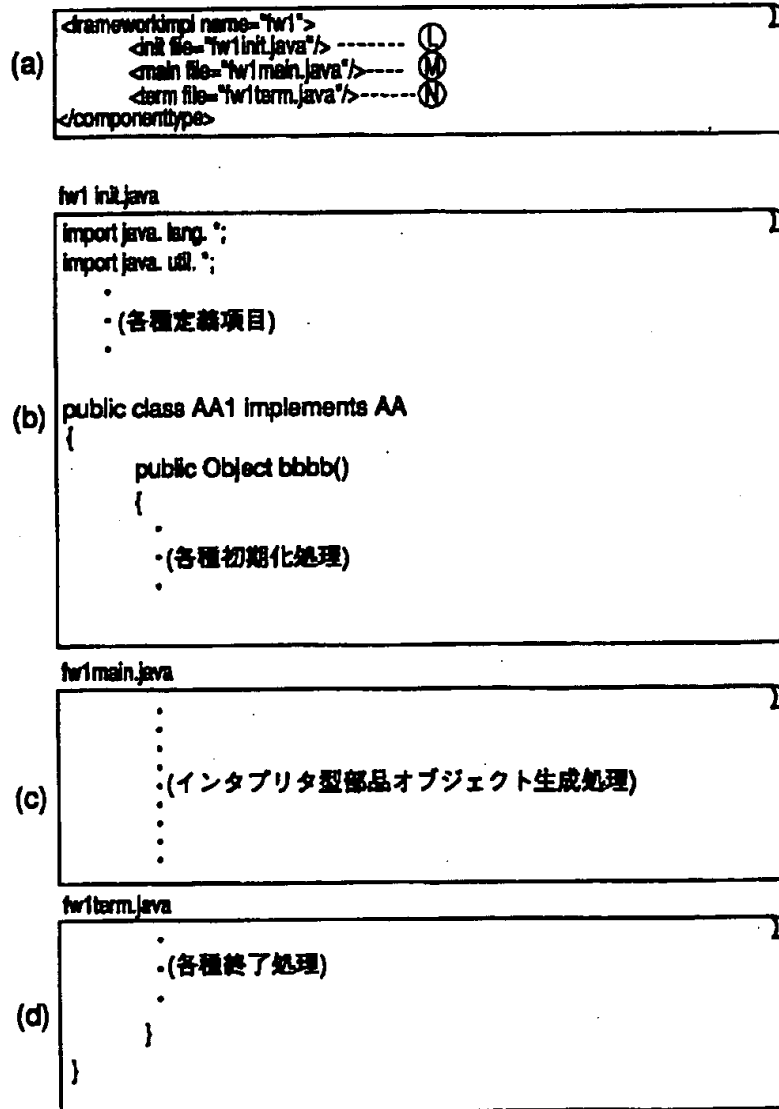 (a)
<frameworkimpl name="fw1">
<init file="fw1init.java"/> ------- Ⓛ
<main file="fw1main.java"/>---- Ⓜ
<term file="fw1term.java"/>------ Ⓝ
</componenttype>
fw1 init.java
(b)
import java. lang. *;
import java. util. *;
・(各種定義項目)
public class AA1 implements AA
{
public Object bbbb()
{
・(各種初期化処理)
fw1main.java
(c)
・(インタプリタ型部品オブジェクト生成処理)
fw1term.java
(d)
・(各種終了処理)
}
}